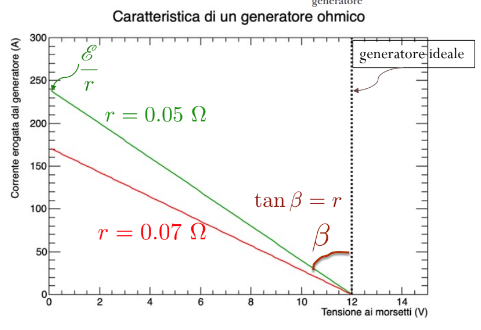 generatore
Caratteristica di un generatore ohmico
Corrente erogata dal generatore (A)
300
250
200
150
100
50
0
ℰ
r
generatore ideale
r = 0.05 Ω
tan β = r
r = 0.07 Ω
β
0 2 4 6 8 10 12 14
Tensione ai morsetti (V)